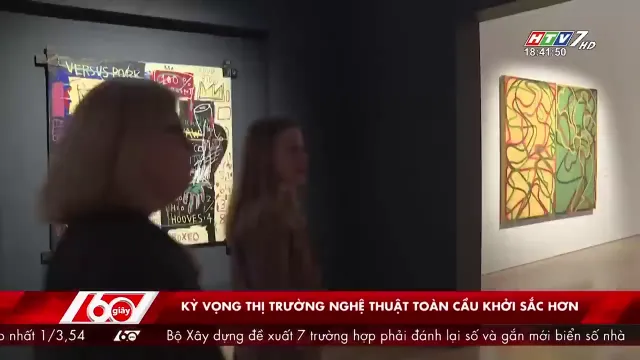 HTV7 HD
18:41:50
VERSUS PORK
100%
HOOVES.4
60 giây
KỲ VỌNG THỊ TRƯỜNG NGHỆ THUẬT TOÀN CẦU KHỞI SẮC HƠN
p nhất 1/3,54 60 Bộ Xây dựng đề xuất 7 trường hợp phải đánh lại số và gắn mới biển số nhà